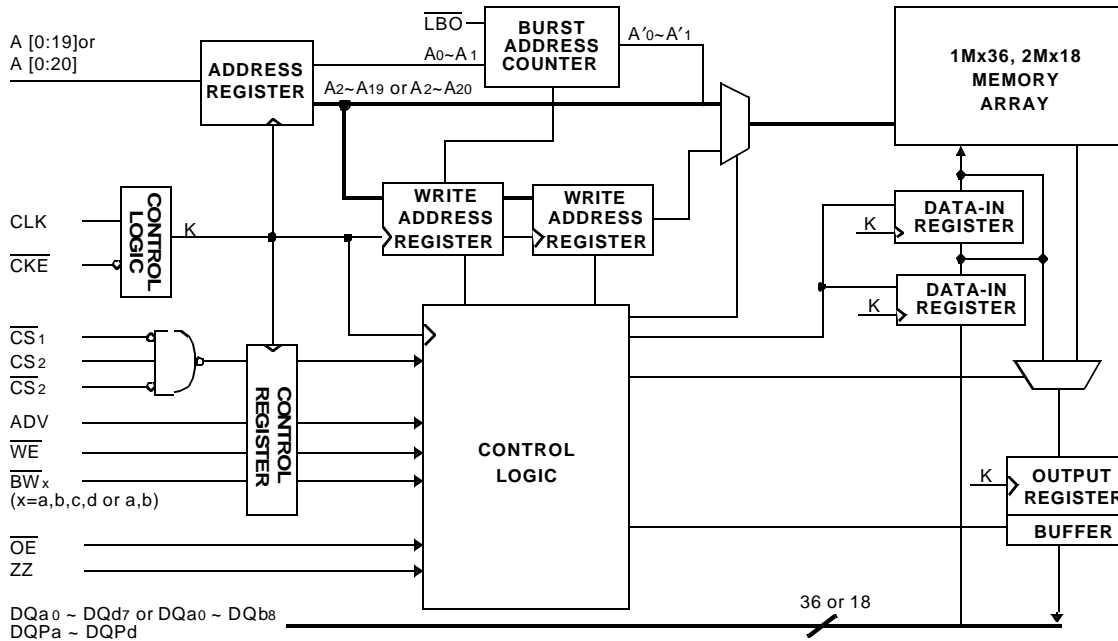 A [0:19]or
A [0:20]
ADDRESS
REGISTER
LBO
A0~A1
A2~A19 or A2~A20
BURST
ADDRESS
COUNTER
A'0~A'1
1Mx36, 2Mx18
MEMORY
ARRAY
CLK
CKE
CONTROL
LOGIC
K
WRITE
ADDRESS
REGISTER
WRITE
ADDRESS
REGISTER
K
DATA-IN
REGISTER
K
DATA-IN
REGISTER
CS1
CS2
CS2
ADV
WE
BWx
(x=a,b,c,d or a,b)
CONTROL
REGISTER
CONTROL
LOGIC
K
OUTPUT
REGISTER
BUFFER
OE
ZZ
DQa0 ~ DQd7 or DQa0 ~ DQb8
DQPa ~ DQPd
36 or 18